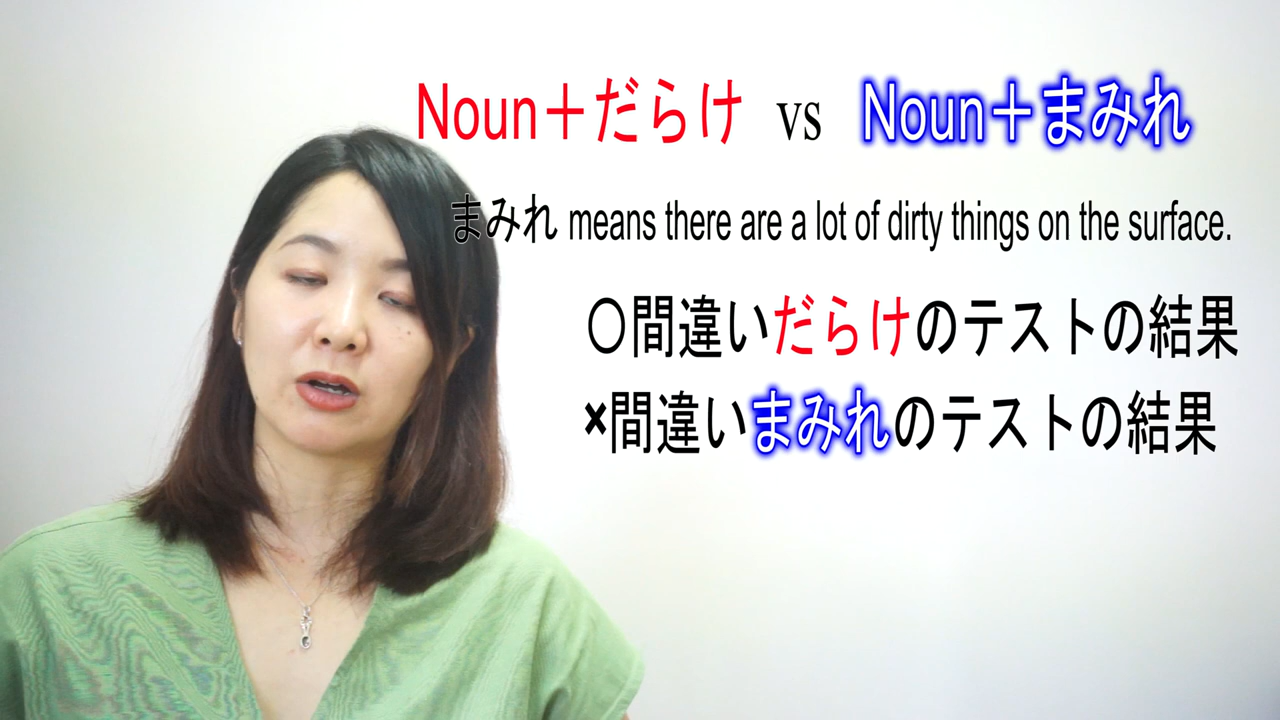 Noun＋だらけ vs Noun＋まみれ
まみれ means there are a lot of dirty things on the surface.
〇間違いだらけのテストの結果
×間違いまみれのテストの結果